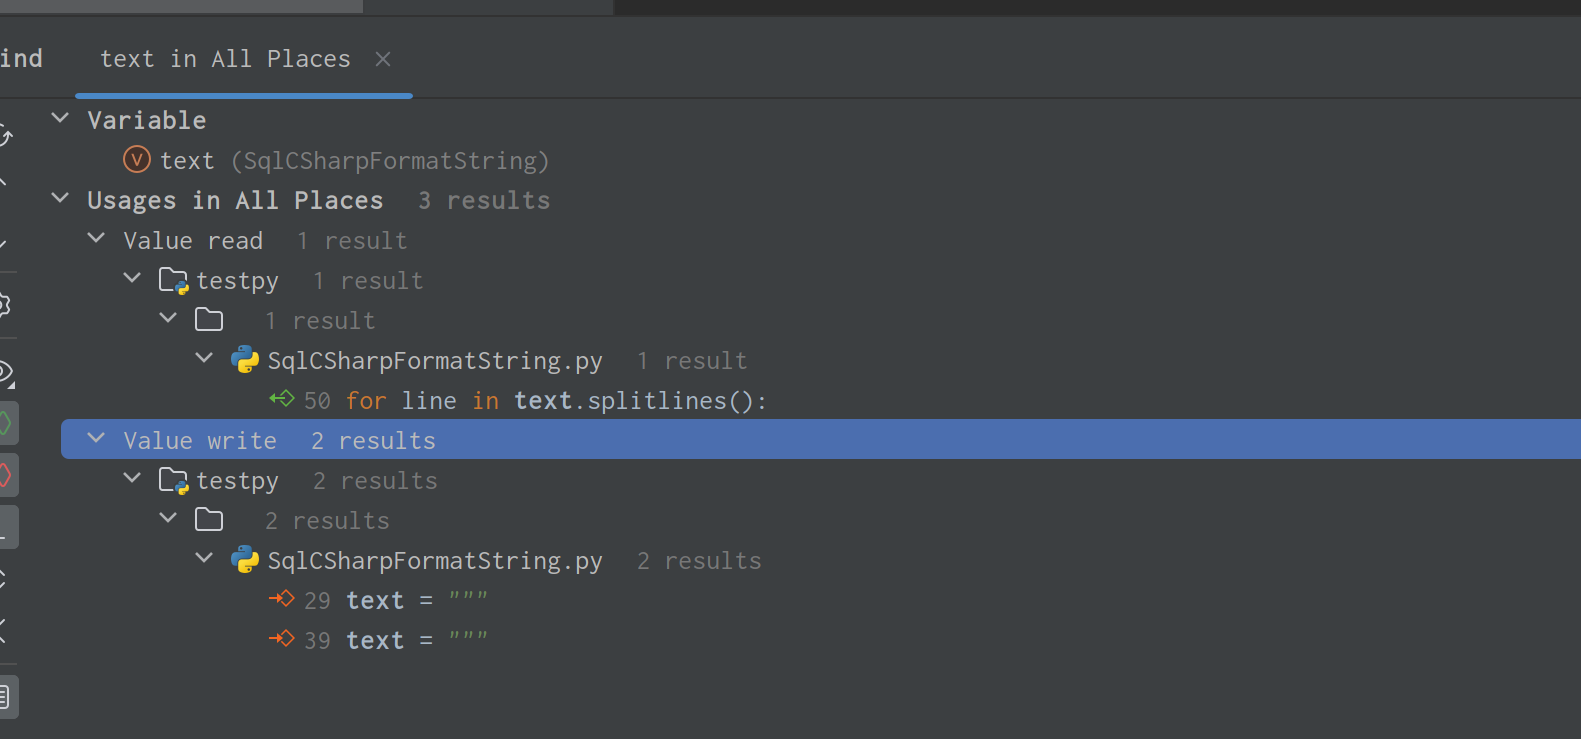 ind text in All Places
Variable
V text (SqlCSharpFormatString)
Usages in All Places 3 results
Value read 1 result
testpy 1 result
1 result
SqlCSharpFormatString.py 1 result
50 for line in text.splitlines():
Value write 2 results
testpy 2 results
2 results
SqlCSharpFormatString.py 2 results
29 text = """
39 text = """